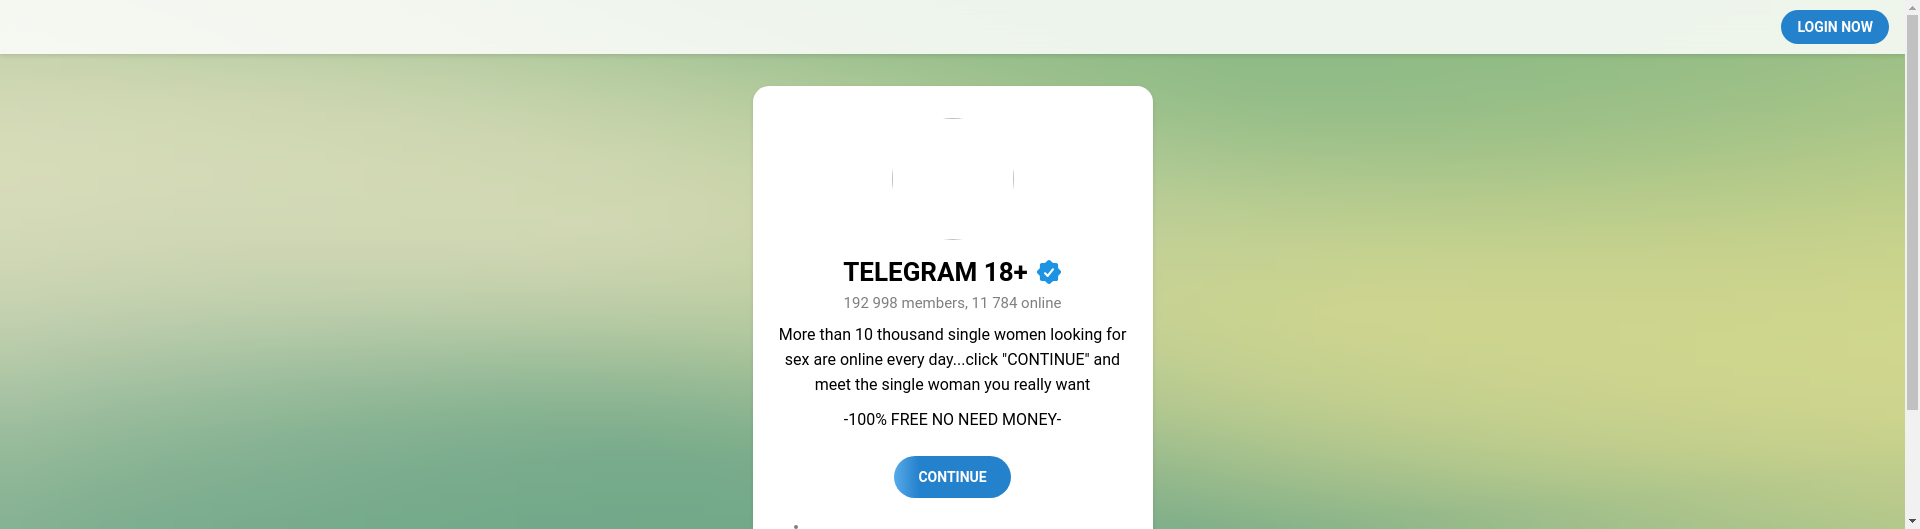 LOGIN NOW
TELEGRAM 18+
192 998 members, 11 784 online
More than 10 thousand single women looking for
sex are online every day...click "CONTINUE" and
meet the single woman you really want
-100% FREE NO NEED MONEY-
CONTINUE